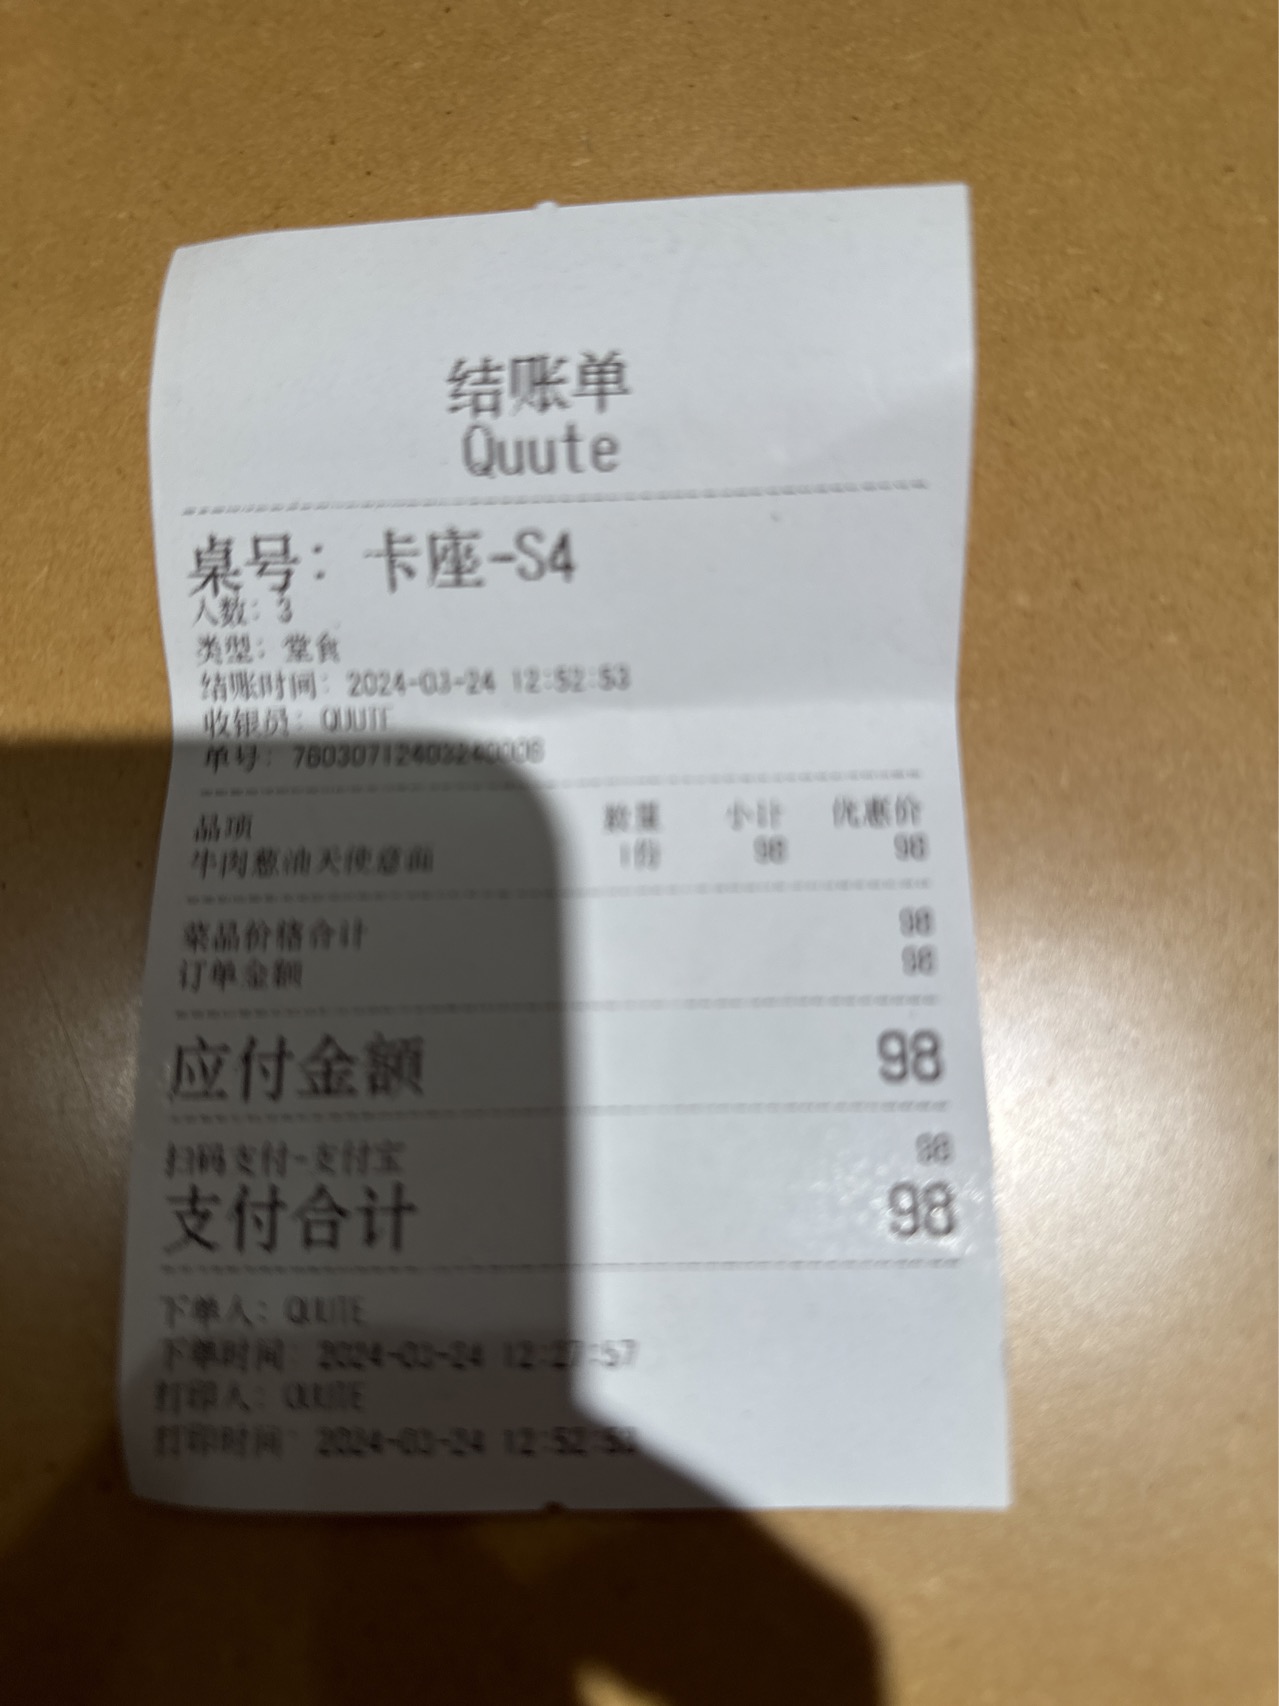 结账单
Quute
桌号：卡座-S4
人数：3
类型：堂食
结账时间：2024-03-24 12:52:53
收银员：QUUTE
单号：76030712403240006
品项 数量 小计 优惠价
牛肉葱油天使意面 1份 98 98
菜品价格合计 98
订单金额 98
应付金额 98
扫码支付-支付宝 98
支付合计 98
下单人：QUUTE
下单时间：2024-03-24 12:27:57
打印人：QUUTE
打印时间：2024-03-24 12:52:53